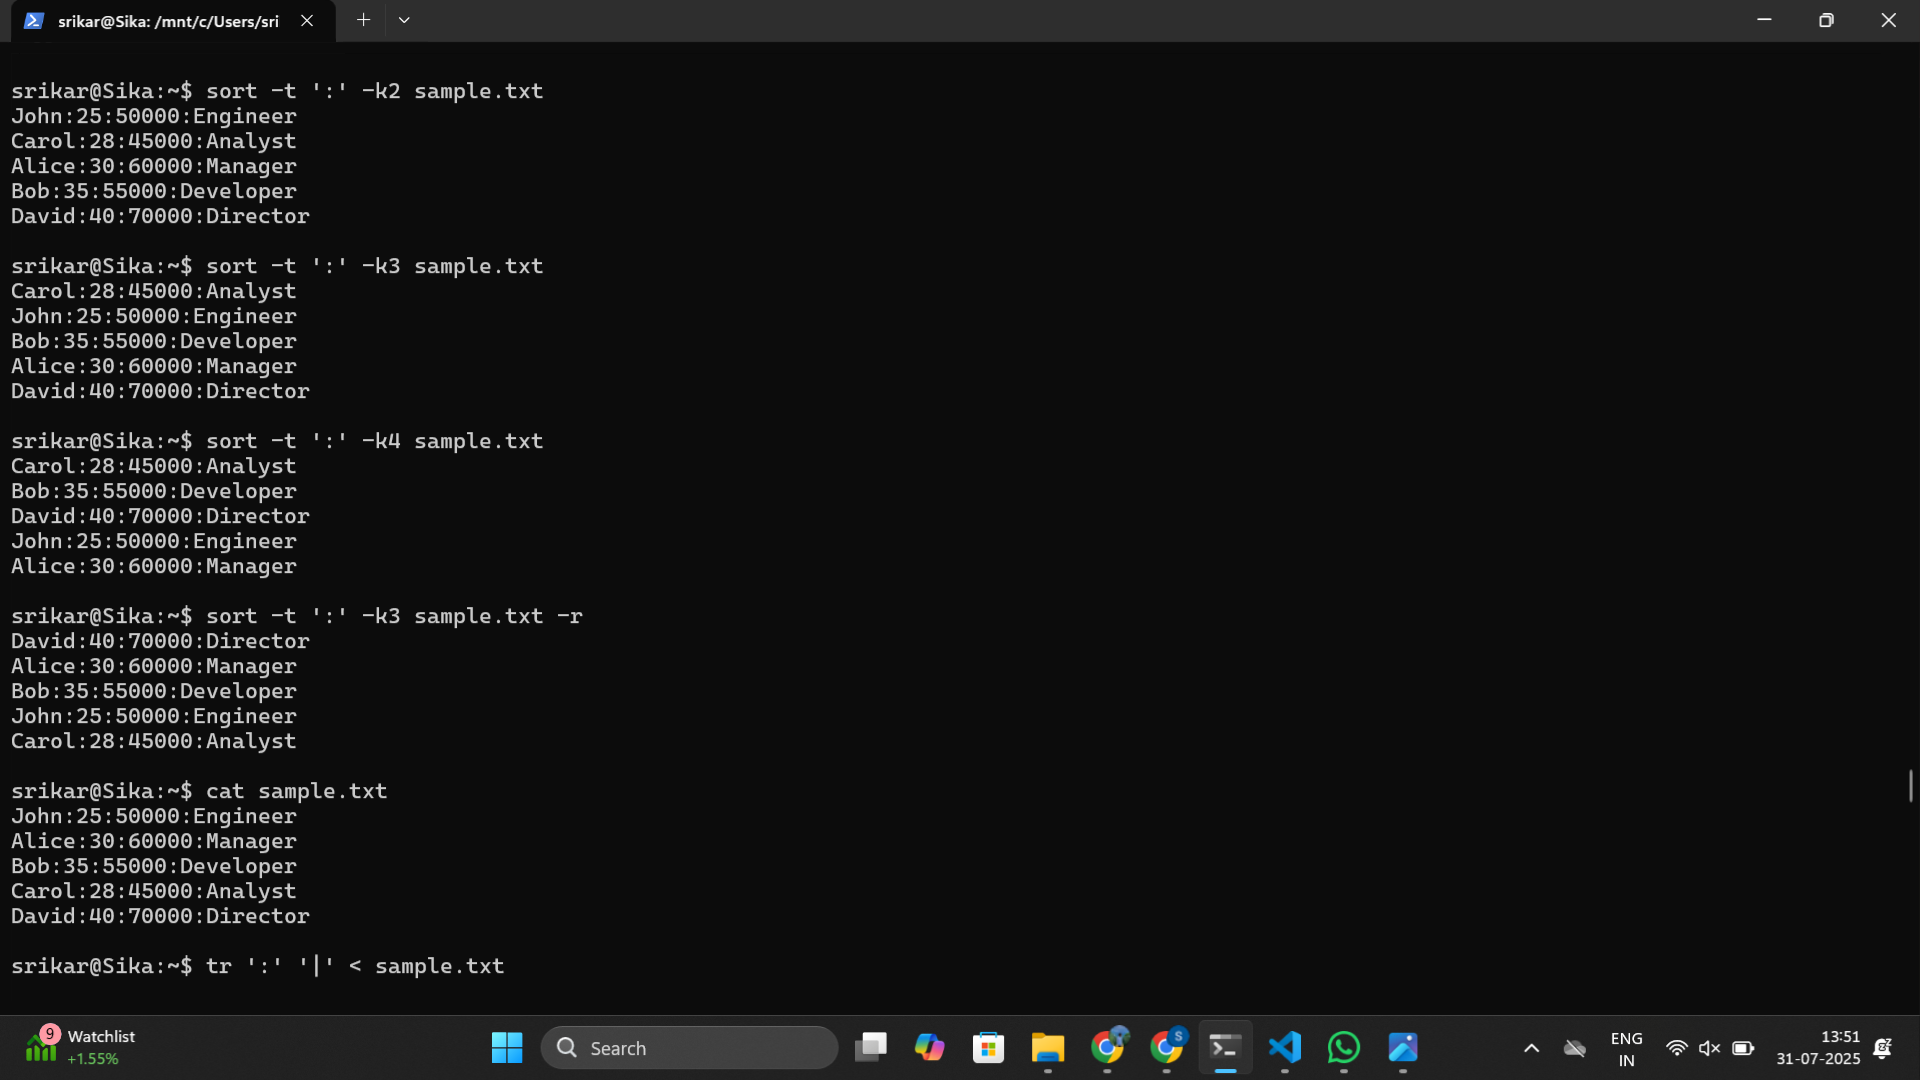 srikar@Sika: /mnt/c/Users/sri
srikar@Sika:~$ sort -t ':' -k2 sample.txt
John:25:50000:Engineer
Carol:28:45000:Analyst
Alice:30:60000:Manager
Bob:35:55000:Developer
David:40:70000:Director
srikar@Sika:~$ sort -t ':' -k3 sample.txt
Carol:28:45000:Analyst
John:25:50000:Engineer
Bob:35:55000:Developer
Alice:30:60000:Manager
David:40:70000:Director
srikar@Sika:~$ sort -t ':' -k4 sample.txt
Carol:28:45000:Analyst
Bob:35:55000:Developer
David:40:70000:Director
John:25:50000:Engineer
Alice:30:60000:Manager
srikar@Sika:~$ sort -t ':' -k3 sample.txt -r
David:40:70000:Director
Alice:30:60000:Manager
Bob:35:55000:Developer
John:25:50000:Engineer
Carol:28:45000:Analyst
srikar@Sika:~$ cat sample.txt
John:25:50000:Engineer
Alice:30:60000:Manager
Bob:35:55000:Developer
Carol:28:45000:Analyst
David:40:70000:Director
srikar@Sika:~$ tr ':' '|' < sample.txt
9
Watchlist
+1.55%
Search
S
ENG
IN
13:51
31-07-2025